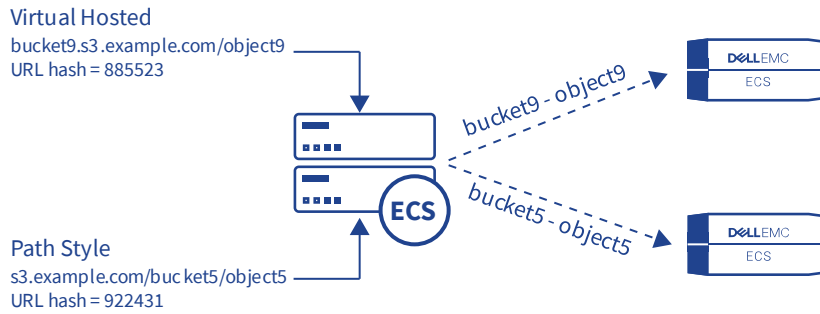 Virtual Hosted
bucket9.s3.example.com/object9
URL hash = 885523
bucket9 - object9
DELLEMC
ECS
ECS
bucket5 - object5
DELLEMC
ECS
Path Style
s3.example.com/bucket5/object5
URL hash = 922431